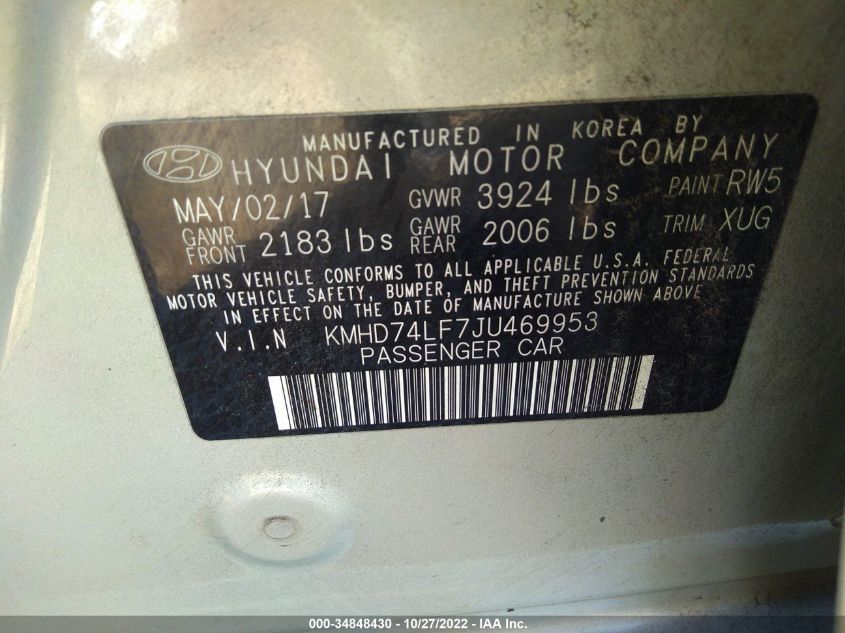 MANUFACTURED IN KOREA BY
HYUNDAI MOTOR COMPANY
MAY/02/17 GVWR 3924 lbs PAINT RW5
GAWR FRONT 2183 lbs GAWR REAR 2006 lbs TRIM XUG
THIS VEHICLE CONFORMS TO ALL APPLICABLE U.S.A. FEDERAL
MOTOR VEHICLE SAFETY, BUMPER, AND THEFT PREVENTION STANDARDS
IN EFFECT ON THE DATE OF MANUFACTURE SHOWN ABOVE
V.I.N KMHD74LF7JU469953
PASSENGER CAR
000-34848430 - 10/27/2022 - IAA Inc.